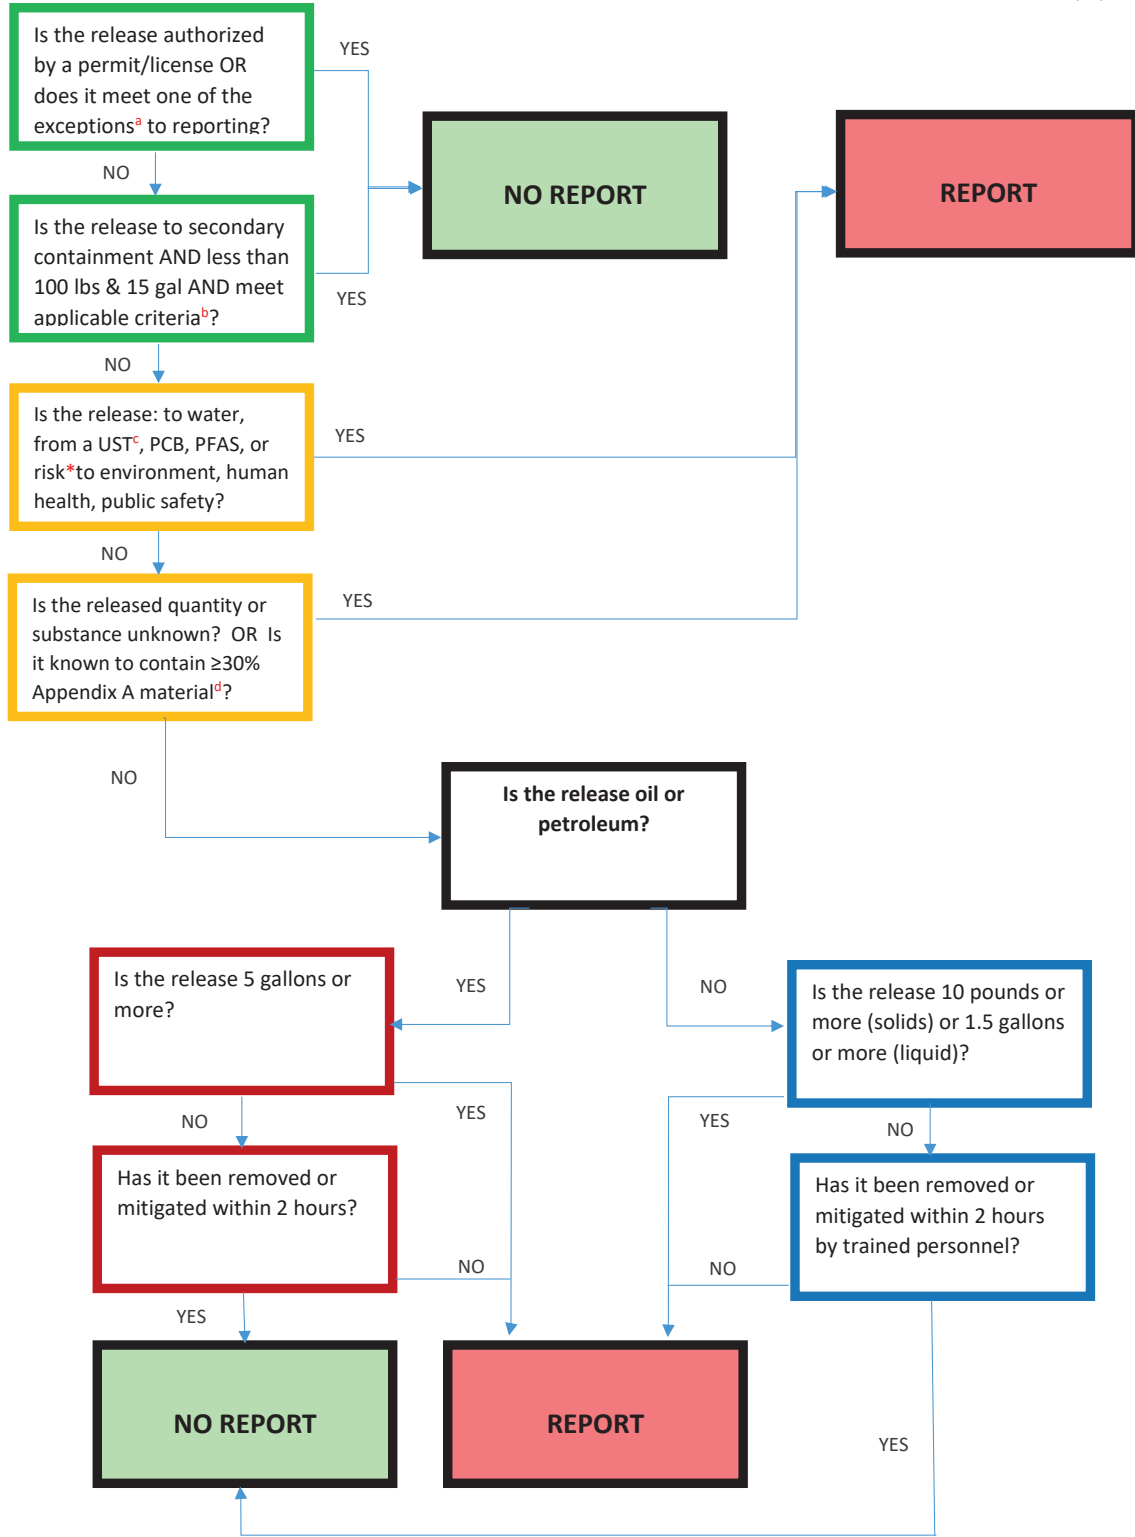 Is the release authorized
by a permit/license OR
does it meet one of the
exceptionsᵃ to reporting?
YES
NO
NO REPORT
REPORT
Is the release to secondary
containment AND less than
100 lbs & 15 gal AND meet
applicable criteriaᵇ?
YES
NO
Is the release: to water,
from a USTᶜ, PCB, PFAS, or
risk*to environment, human
health, public safety?
YES
NO
Is the released quantity or
substance unknown? OR Is
it known to contain ≥30%
Appendix A materialᵈ?
YES
NO
Is the release oil or
petroleum?
YES
NO
Is the release 5 gallons or
more?
Is the release 10 pounds or
more (solids) or 1.5 gallons
or more (liquid)?
YES
NO
YES
NO
Has it been removed or
mitigated within 2 hours?
Has it been removed or
mitigated within 2 hours
by trained personnel?
NO
NO
YES
NO REPORT
REPORT
YES